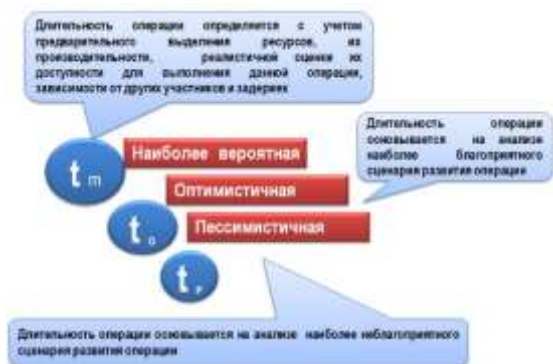 Длительность операции определяется с учетом
предварительного выделения ресурсов, их
производительности, реалистичной оценки их
доступности для выполнения данной операции,
зависимости от других участников и задержек
Длительность операции
основывается на анализе
наиболее благоприятного
сценария развития операции
t m
Наиболее вероятная
Оптимистичная
t o
Пессимистичная
t p
Длительность операции основывается на анализе наиболее неблагоприятного
сценария развития операции